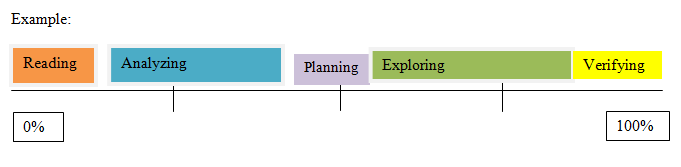 Example:
Reading Analyzing Planning Exploring Verifying
0% 100%